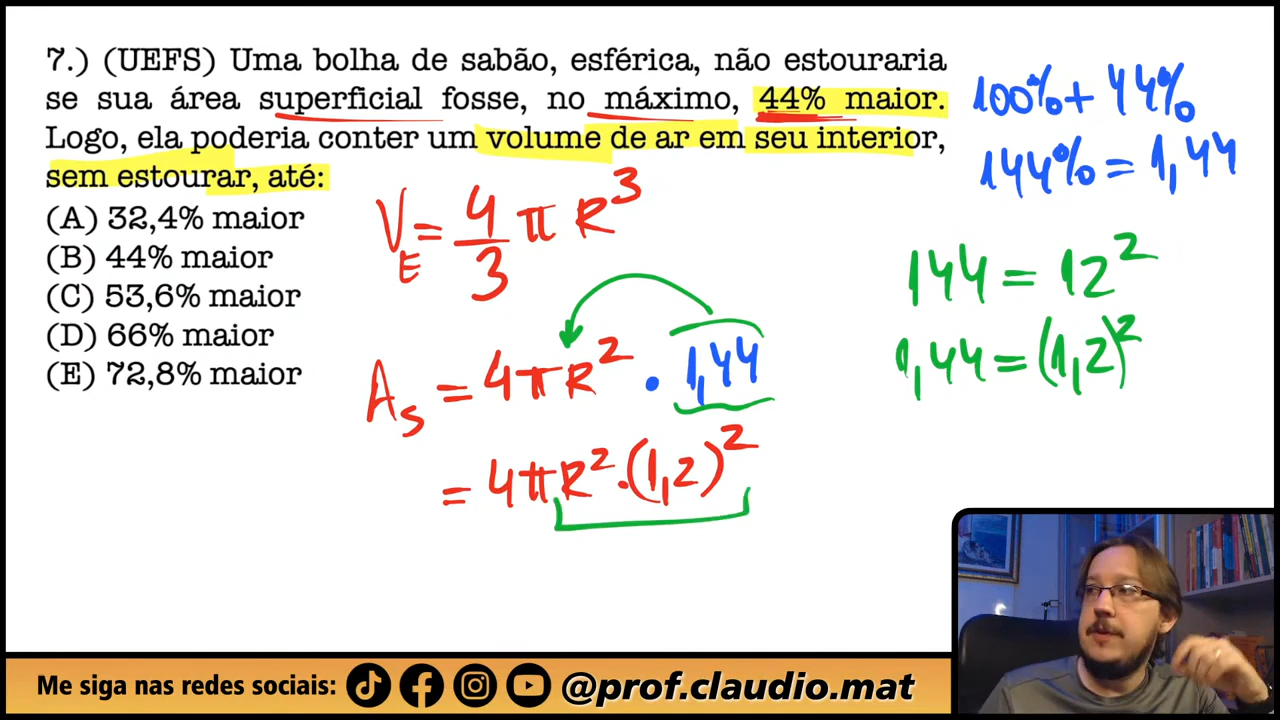 7.) (UEFS) Uma bolha de sabão, esférica, não estouraria
se sua área superficial fosse, no máximo, 44% maior.
Logo, ela poderia conter um volume de ar em seu interior,
sem estourar, até:
(A) 32,4% maior
(B) 44% maior
(C) 53,6% maior
(D) 66% maior
(E) 72,8% maior
100% + 44%
144% = 1,44
V_E = 4/3 π R³
144 = 12²
1,44 = (1,2)²
A_S = 4πR² • 1,44
= 4πR² . (1,2)²
Me siga nas redes sociais: @prof.claudio.mat